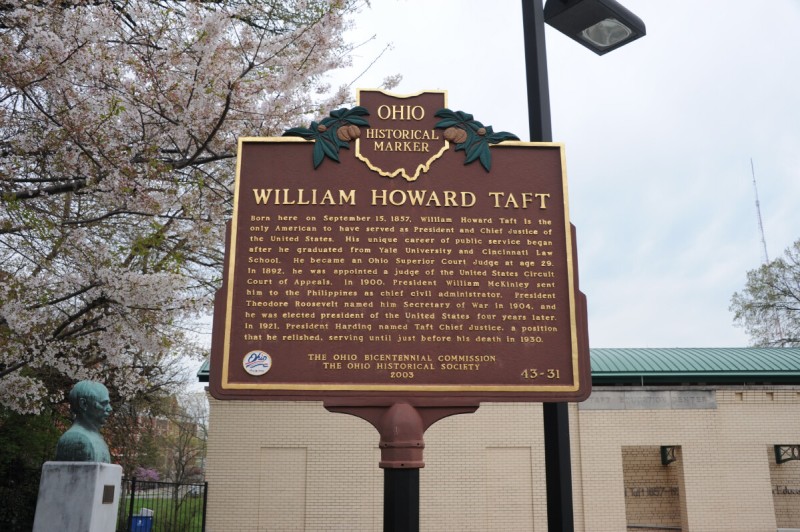 OHIO
HISTORICAL
MARKER
WILLIAM HOWARD TAFT
Born here on September 15, 1857, William Howard Taft is the
only American to have served as President and Chief Justice of
the United States. His unique career of public service began
after he graduated from Yale University and Cincinnati Law
School. He became an Ohio Superior Court Judge at age 29.
In 1892, he was appointed a judge of the United States Circuit
Court of Appeals. In 1900, President William McKinley sent
him to the Philippines as chief civil administrator. President
Theodore Roosevelt named him Secretary of War in 1904, and
he was elected president of the United States four years later.
In 1921, President Harding named Taft Chief Justice, a position
that he relished, serving until just before his death in 1930.
Ohio
THE OHIO BICENTENNIAL COMMISSION
THE OHIO HISTORICAL SOCIETY
2003
43-31